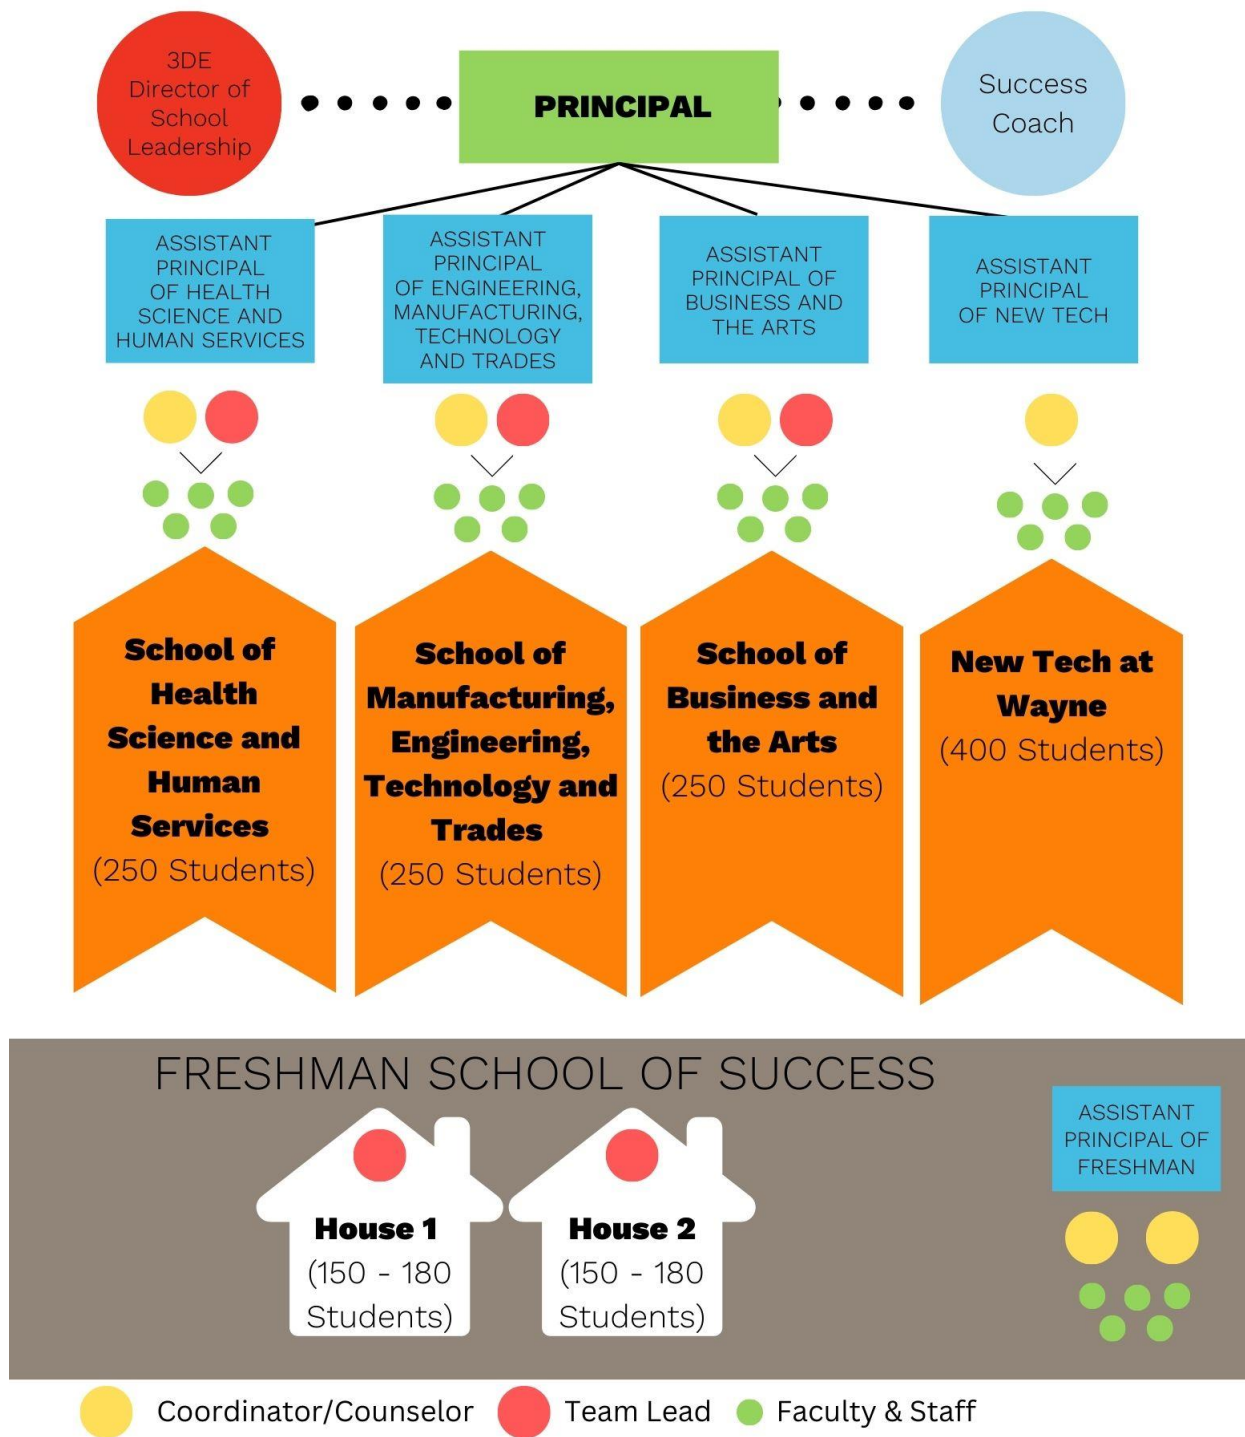 3DE
Director of
School
Leadership
PRINCIPAL
Success
Coach
ASSISTANT
PRINCIPAL
OF HEALTH
SCIENCE AND
HUMAN SERVICES
ASSISTANT
PRINCIPAL
OF ENGINEERING,
MANUFACTURING,
TECHNOLOGY
AND TRADES
ASSISTANT
PRINCIPAL OF
BUSINESS AND
THE ARTS
ASSISTANT
PRINCIPAL
OF NEW TECH
School of
Health
Science and
Human
Services
(250 Students)
School of
Manufacturing,
Engineering,
Technology and
Trades
(250 Students)
School of
Business and
the Arts
(250 Students)
New Tech at
Wayne
(400 Students)
FRESHMAN SCHOOL OF SUCCESS
House 1
(150 - 180
Students)
House 2
(150 - 180
Students)
ASSISTANT
PRINCIPAL OF
FRESHMAN
Coordinator/Counselor
Team Lead
Faculty & Staff